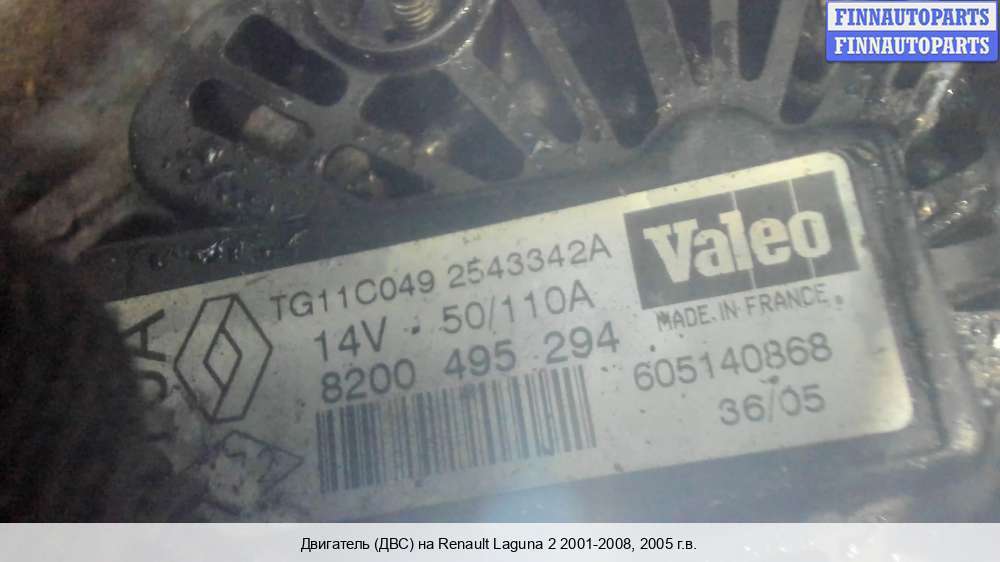 FINNAUTOPARTS
FINNAUTOPARTS
TG11C049 2543342A
14V - 50/110A
8200 495 294
Valeo
MADE IN FRANCE
605140868
36/05
Двигатель (ДВС) на Renault Laguna 2 2001-2008, 2005 г.в.